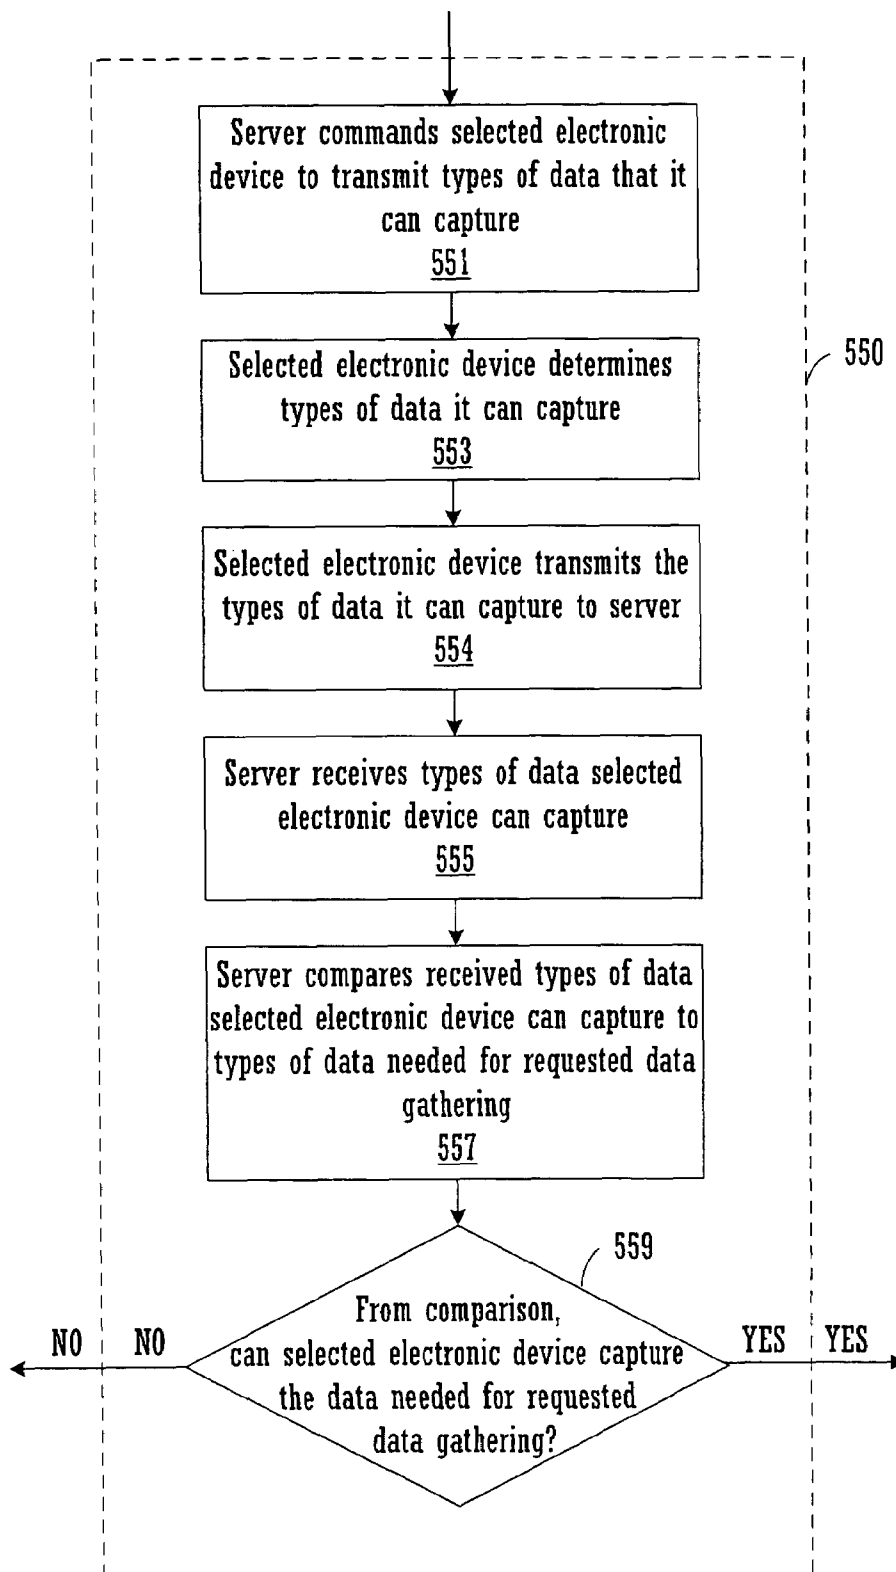 Server commands selected electronic
device to transmit types of data that it
can capture
551
Selected electronic device determines
types of data it can capture
553
550
Selected electronic device transmits the
types of data it can capture to server
554
Server receives types of data selected
electronic device can capture
555
Server compares received types of data
selected electronic device can capture to
types of data needed for requested data
gathering
557
559
From comparison,
can selected electronic device capture
the data needed for requested
data gathering?
NO NO
YES YES